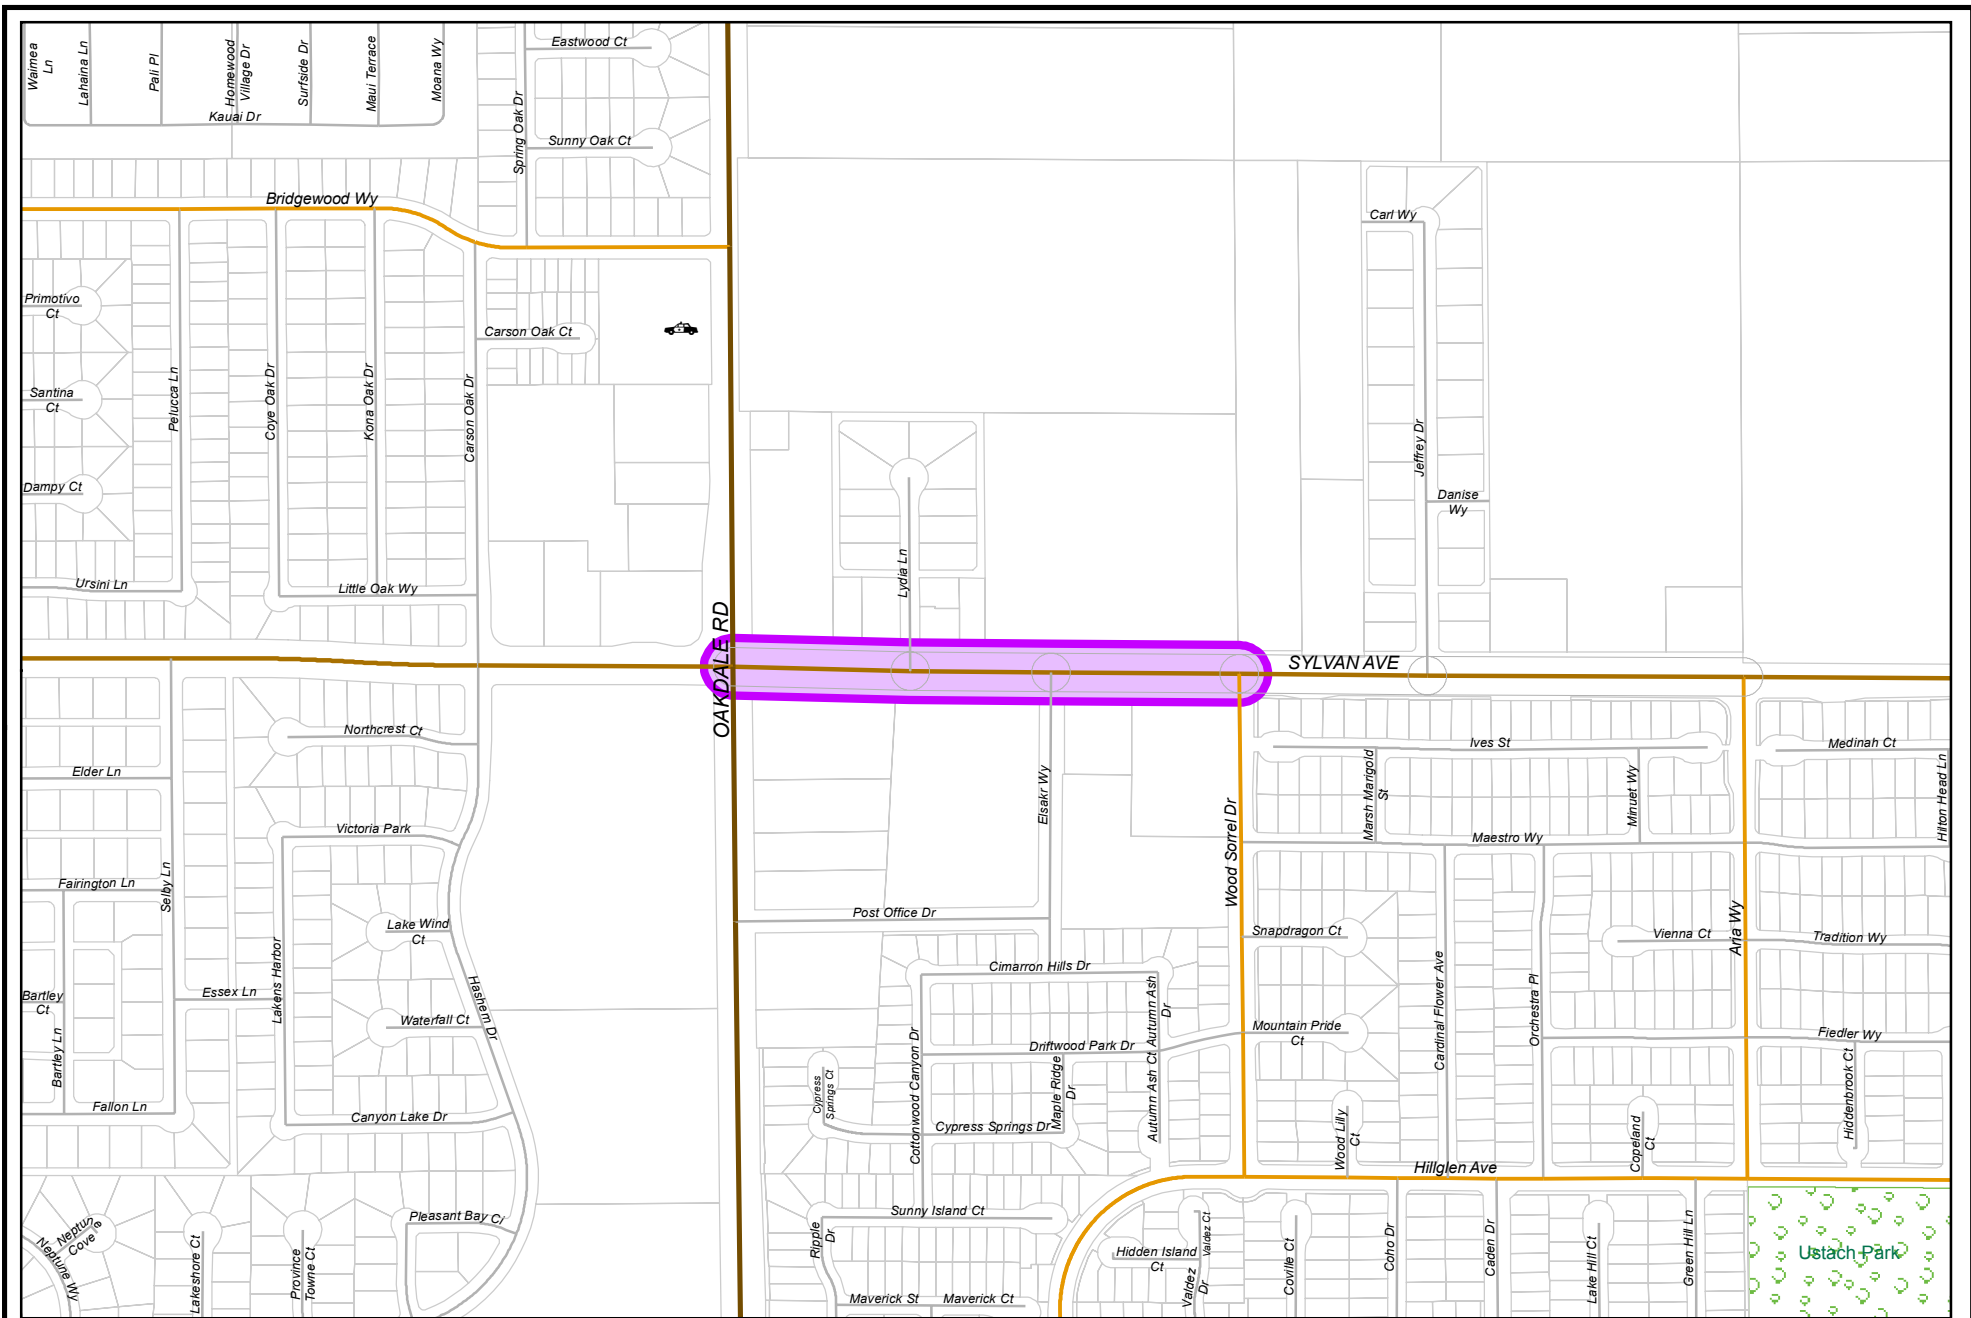 Waimea
Ln
Lahaina Ln
Pali Pl
Homewood
Village Dr
Surfside Dr
Maui Terrace
Moana Wy
Kauai Dr
Eastwood Ct
Spring Oak Dr
Sunny Oak Ct
Bridgewood Wy
Carl Wy
Primotivo
Ct
Carson Oak Ct
Santina
Ct
Pelucca Ln
Coye Oak Dr
Kona Oak Dr
Carson Oak Dr
Jeffrey Dr
Dampy Ct
Danise
Wy
Ursini Ln
Little Oak Wy
Lydia Ln
OAKDALE RD
SYLVAN AVE
Northcrest Ct
Ives St
Medinah Ct
Elder Ln
Elsakr Wy
Marsh Marigold
St
Minuet Wy
Hilton Head Ln
Victoria Park
Wood Sorrel Dr
Maestro Wy
Fairington Ln
Selby Ln
Post Office Dr
Lake Wind
Ct
Snapdragon Ct
Vienna Ct
Aria Wy
Tradition Wy
Lakens Harbor
Cimarron Hills Dr
Bartley
Ct
Essex Ln
Hashem Dr
Autumn Ash
Dr
Cardinal Flower Ave
Orchestra Pl
Waterfall Ct
Mountain Pride
Ct
Fiedler Wy
Bartley Ln
Driftwood Park Dr
Cottonwood Canyon Dr
Maple Ridge
Dr
Autumn Ash Ct
Cypress
Springs Ct
Hiddenbrook Ct
Fallon Ln
Canyon Lake Dr
Cypress Springs Dr
Wood Lilly
Ct
Copeland
Ct
Hillglen Ave
Neptune
Cove
Neptune Wy
Lakeshore Ct
Province
Towne Ct
Pleasant Bay Ci
Sunny Island Ct
Ripple
Dr
Valdez Ct
Hidden Island
Ct
Valdez
Dr
Coville Ct
Coho Dr
Caden Dr
Lake Hill Ct
Green Hill Ln
Ustach Park
Maverick St
Maverick Ct